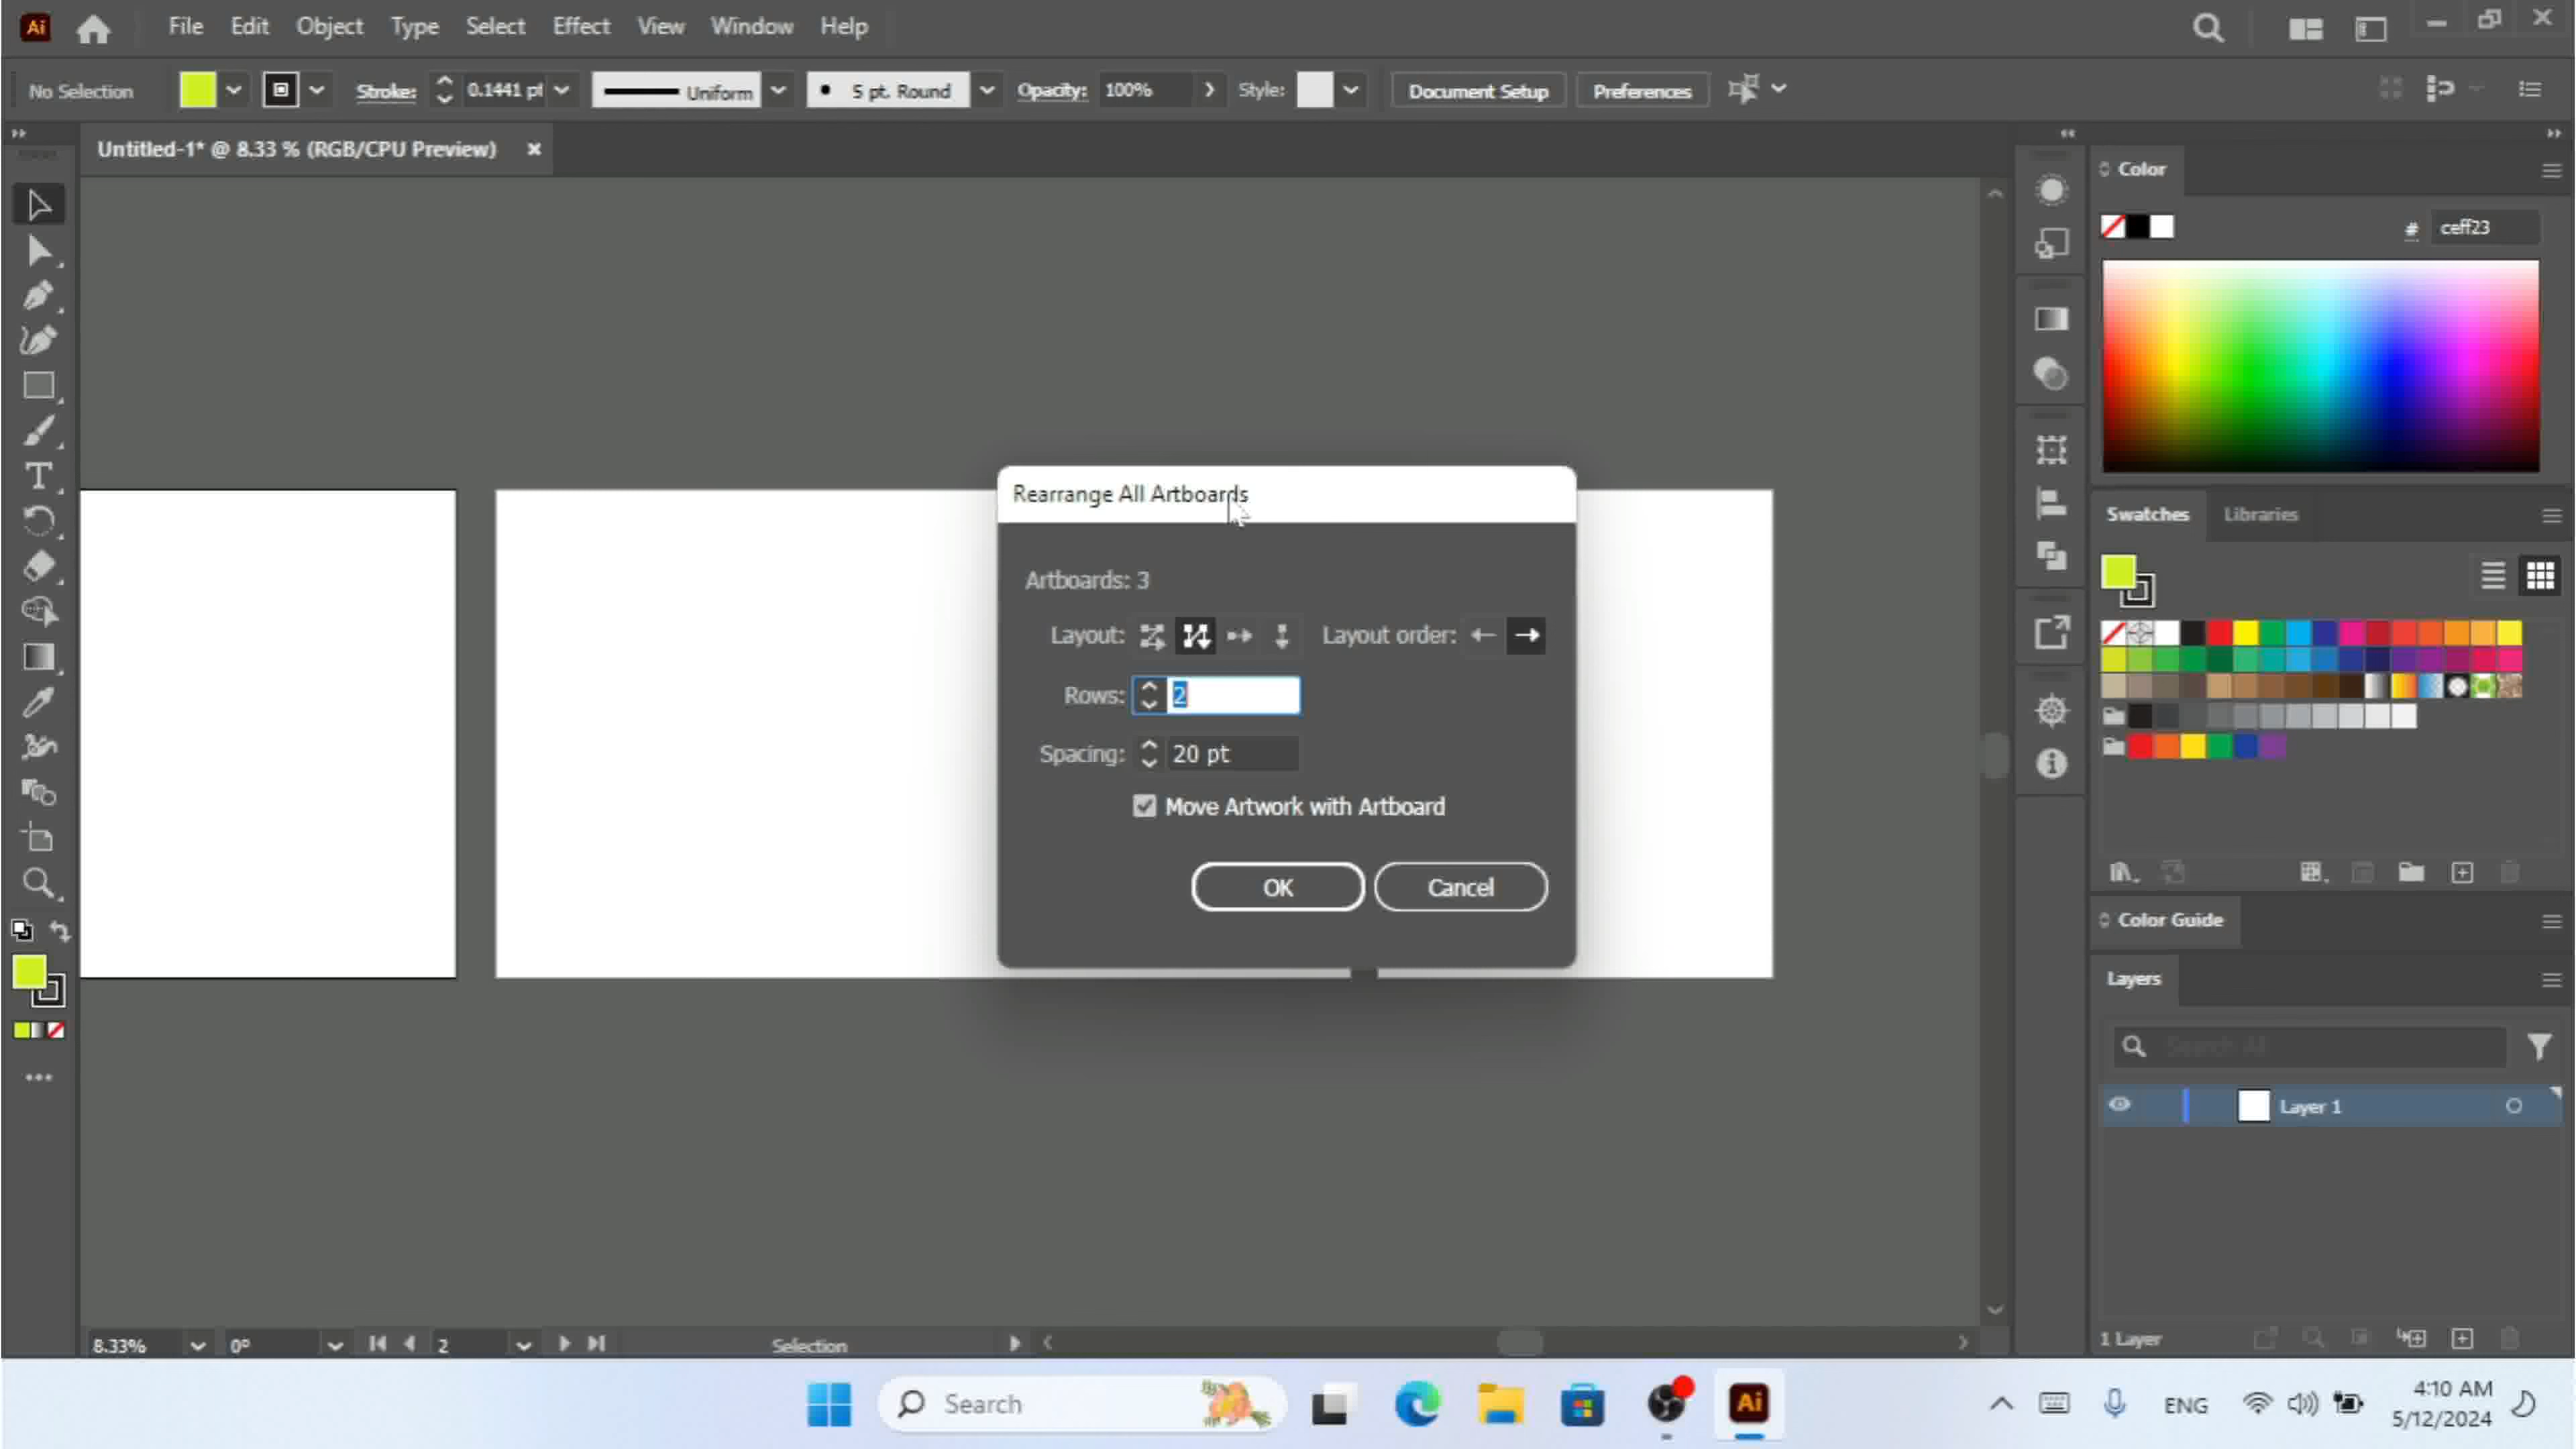 Ai File Edit Object Type Select Effect View Window Help
No Selection Stroke: 0.1441 pt Uniform 5 pt. Round Opacity: 100% Style: Document Setup Preferences
Untitled-1* @ 8.33 % (RGB/CPU Preview)
Color
# ceff23
Rearrange All Artboards
Artboards: 3
Layout: Layout order:
Rows: 2
Spacing: 20 pt
Move Artwork with Artboard
OK Cancel
Swatches Libraries
Color Guide
Layers
Search All
Layer 1
1 Layer
8.33% 0° 2 Selection
Search
Ai
ENG
4:10 AM
5/12/2024